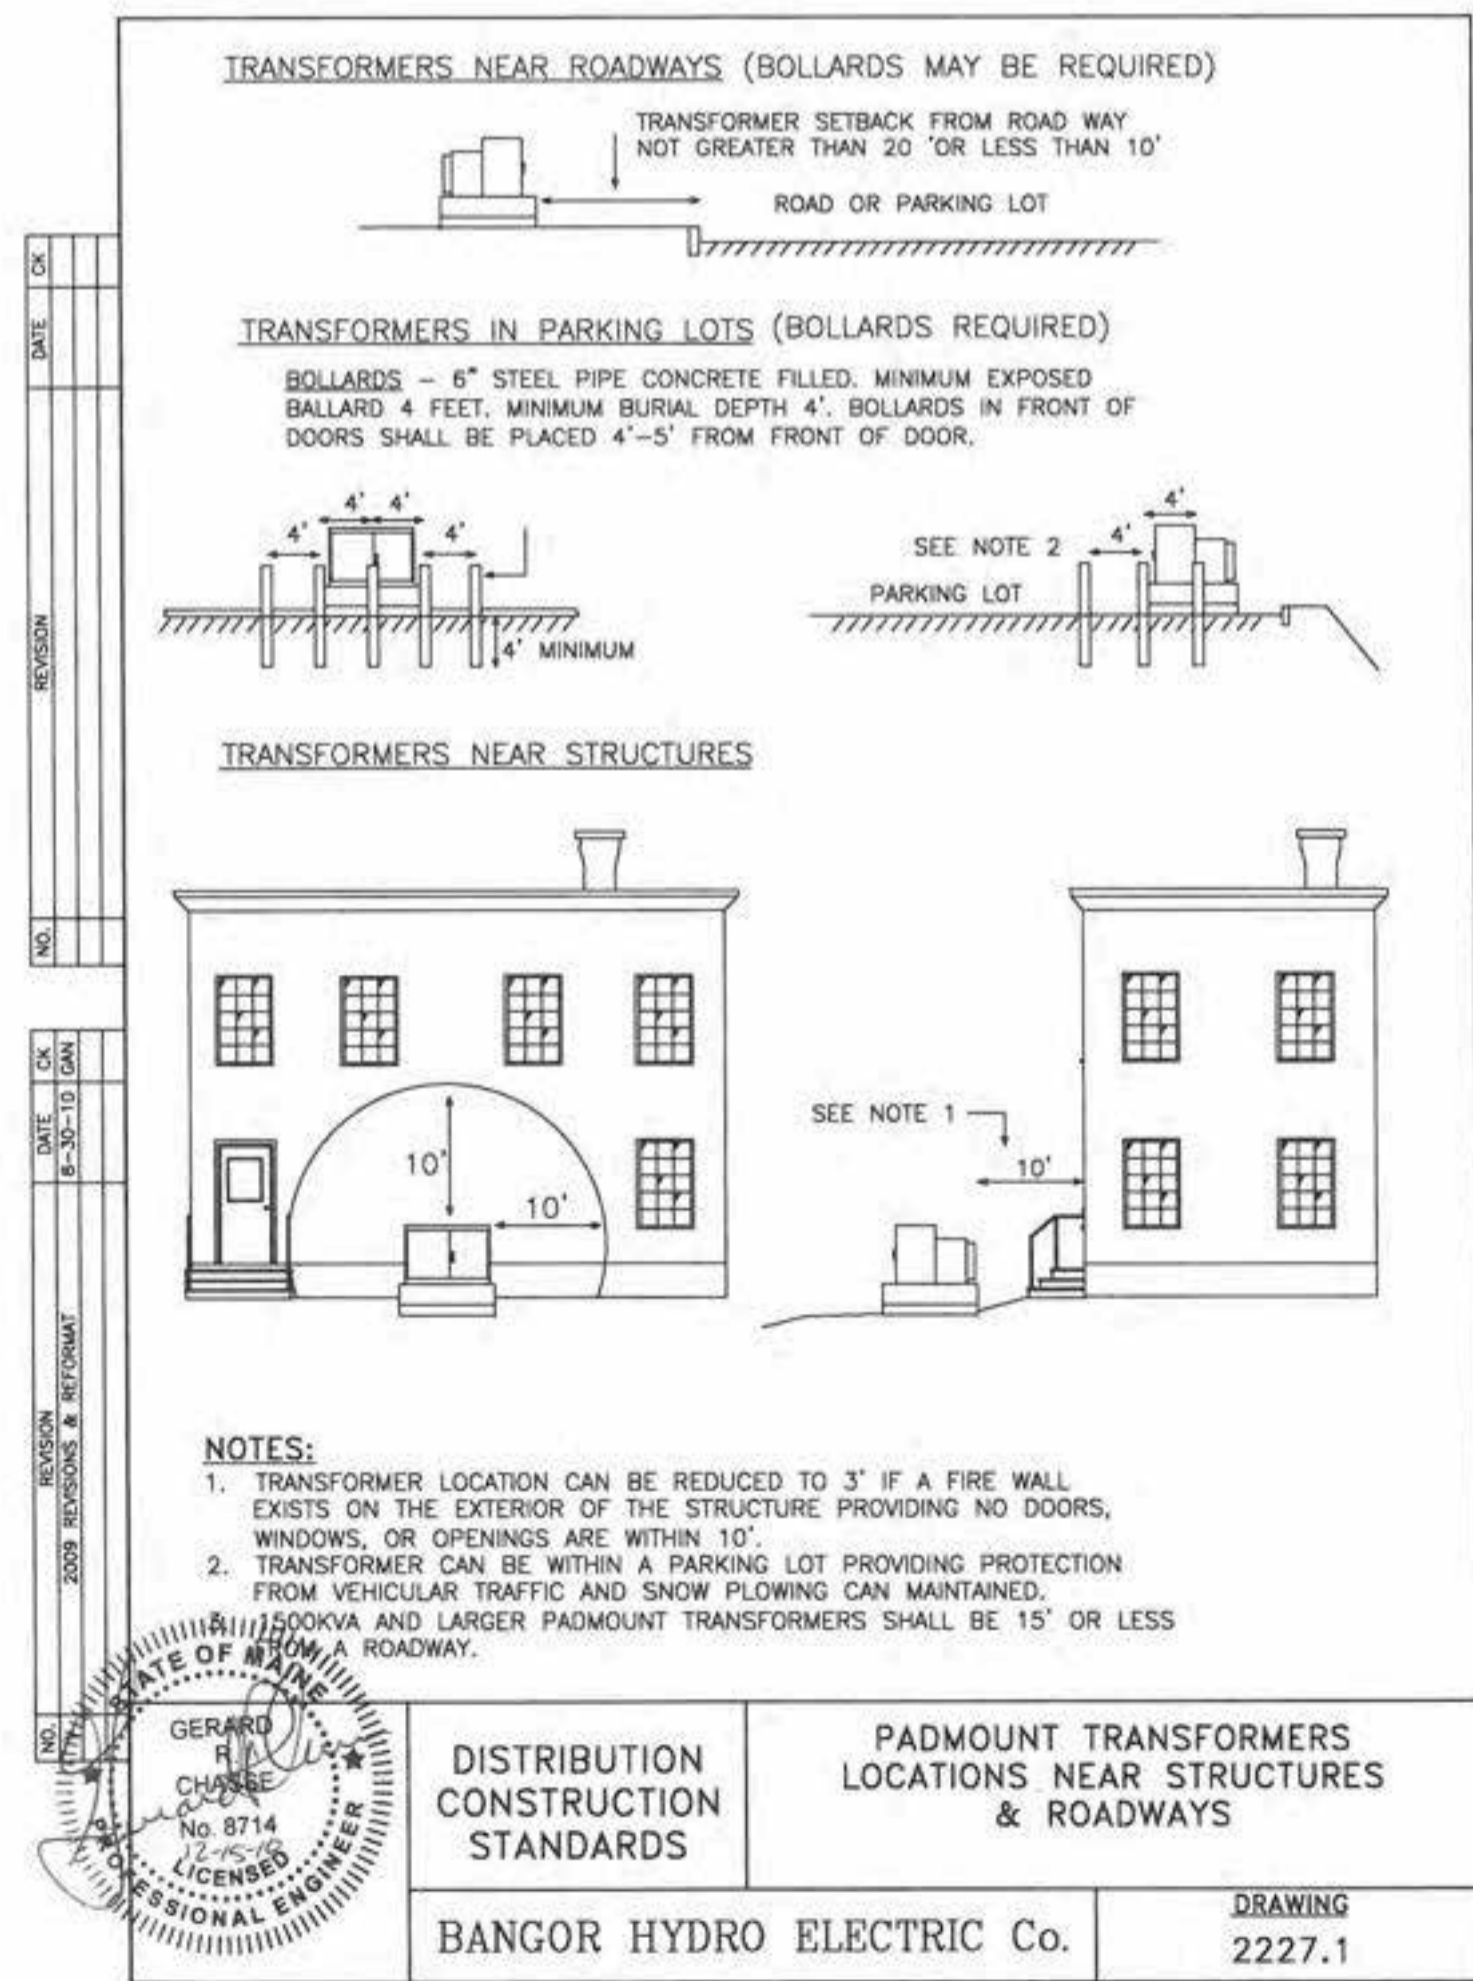 TRANSFORMERS NEAR ROADWAYS (BOLLARDS MAY BE REQUIRED)
TRANSFORMER SETBACK FROM ROAD WAY
NOT GREATER THAN 20 'OR LESS THAN 10'
ROAD OR PARKING LOT
TRANSFORMERS IN PARKING LOTS (BOLLARDS REQUIRED)
BOLLARDS – 6" STEEL PIPE CONCRETE FILLED. MINIMUM EXPOSED
BALLARD 4 FEET. MINIMUM BURIAL DEPTH 4'. BOLLARDS IN FRONT OF
DOORS SHALL BE PLACED 4'–5' FROM FRONT OF DOOR.
4' 4'
4' 4'
4' MINIMUM
4'
SEE NOTE 2 4'
PARKING LOT
TRANSFORMERS NEAR STRUCTURES
10'
10'
SEE NOTE 1
10'
NOTES:
1. TRANSFORMER LOCATION CAN BE REDUCED TO 3' IF A FIRE WALL
EXISTS ON THE EXTERIOR OF THE STRUCTURE PROVIDING NO DOORS,
WINDOWS, OR OPENINGS ARE WITHIN 10'.
2. TRANSFORMER CAN BE WITHIN A PARKING LOT PROVIDING PROTECTION
FROM VEHICULAR TRAFFIC AND SNOW PLOWING CAN MAINTAINED.
3. 1500KVA AND LARGER PADMOUNT TRANSFORMERS SHALL BE 15' OR LESS
FROM A ROADWAY.
NO. REVISION DATE CK
NO. REVISION DATE CK
2009 REVISIONS & REFORMAT 8-30-10 GAN
STATE OF MAINE
GERARD
R
CHASSE
No. 8714
12-15-10
LICENSED
PROFESSIONAL ENGINEER
DISTRIBUTION
CONSTRUCTION
STANDARDS
PADMOUNT TRANSFORMERS
LOCATIONS NEAR STRUCTURES
& ROADWAYS
BANGOR HYDRO ELECTRIC Co.
DRAWING
2227.1